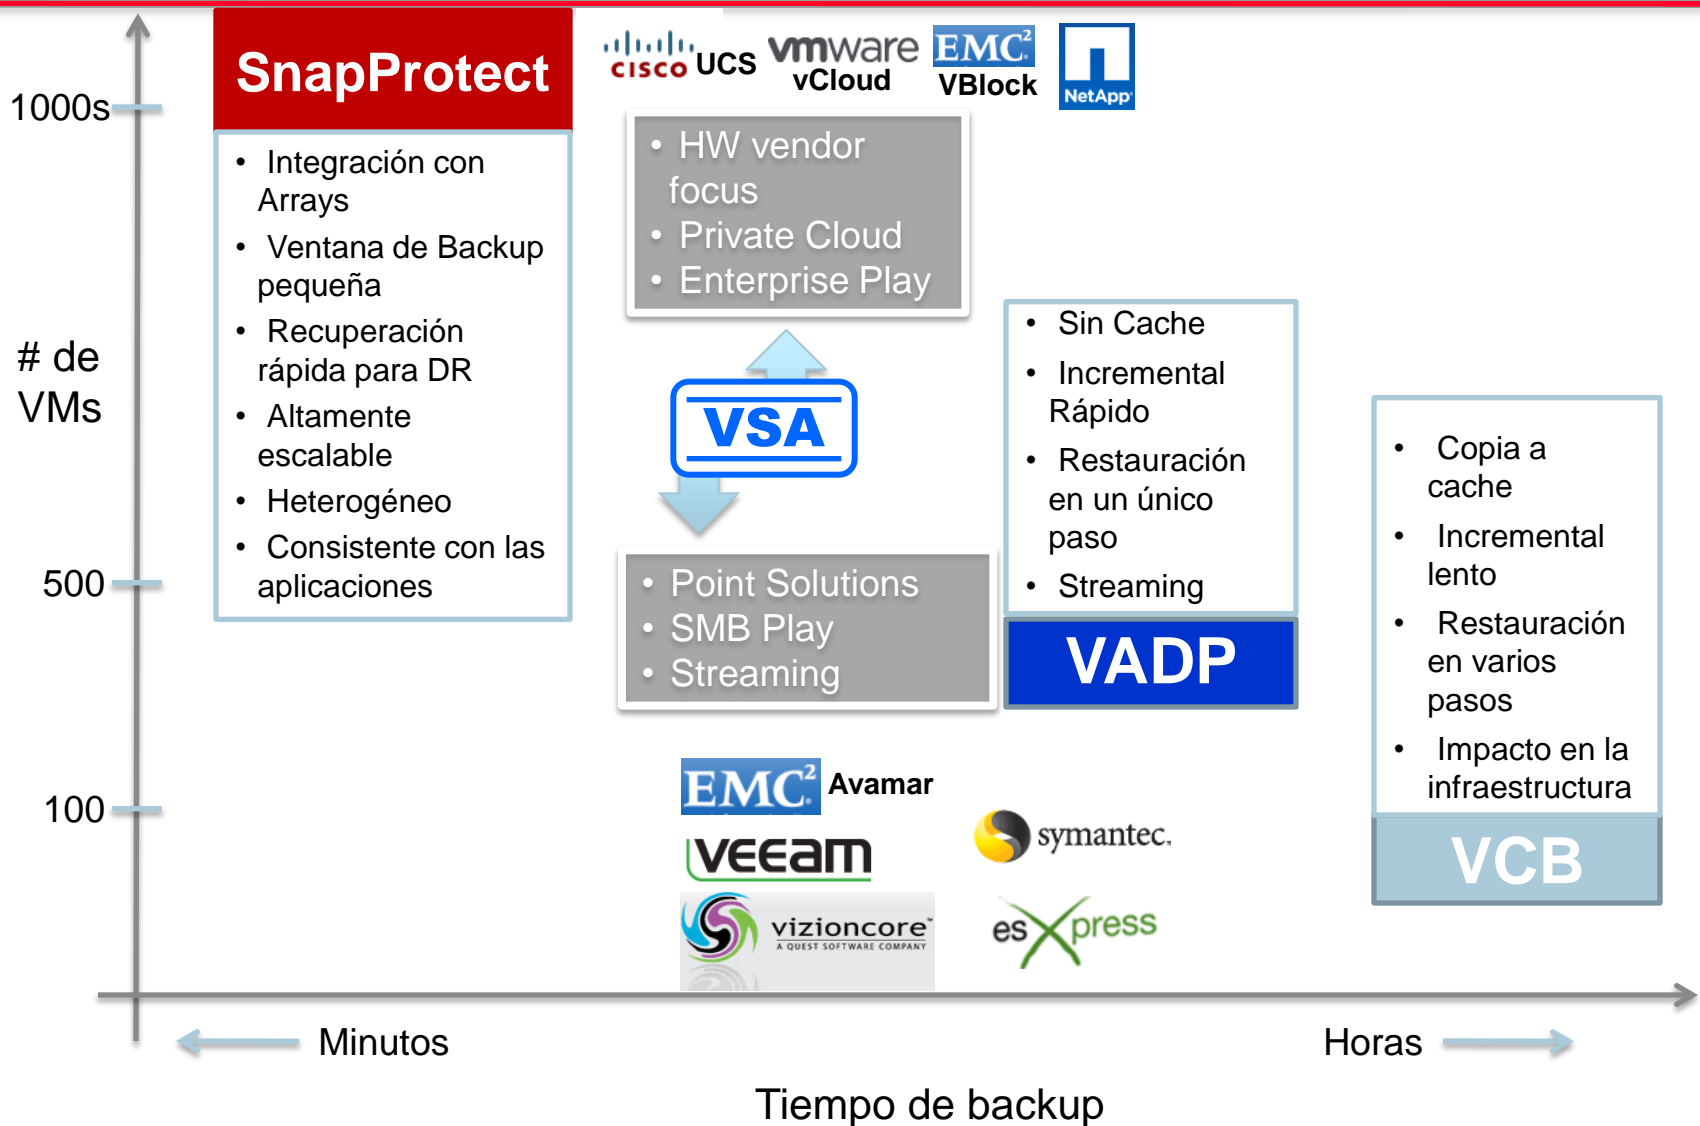 SnapProtect
• Integración con
Arrays
• Ventana de Backup
pequeña
• Recuperación
rápida para DR
• Altamente
escalable
• Heterogéneo
• Consistente con las
aplicaciones
cisco UCS
vmware
vCloud
EMC²
VBlock
NetApp
• HW vendor
focus
• Private Cloud
• Enterprise Play
VSA
• Point Solutions
• SMB Play
• Streaming
• Sin Cache
• Incremental
Rápido
• Restauración
en un único
paso
• Streaming
VADP
• Copia a
cache
• Incremental
lento
• Restauración
en varios
pasos
• Impacto en la
infraestructura
VCB
EMC² Avamar
veeam
symantec.
vizioncore™
A QUEST SOFTWARE COMPANY
esXpress
1000s
# de
VMs
500
100
Minutos
Horas
Tiempo de backup